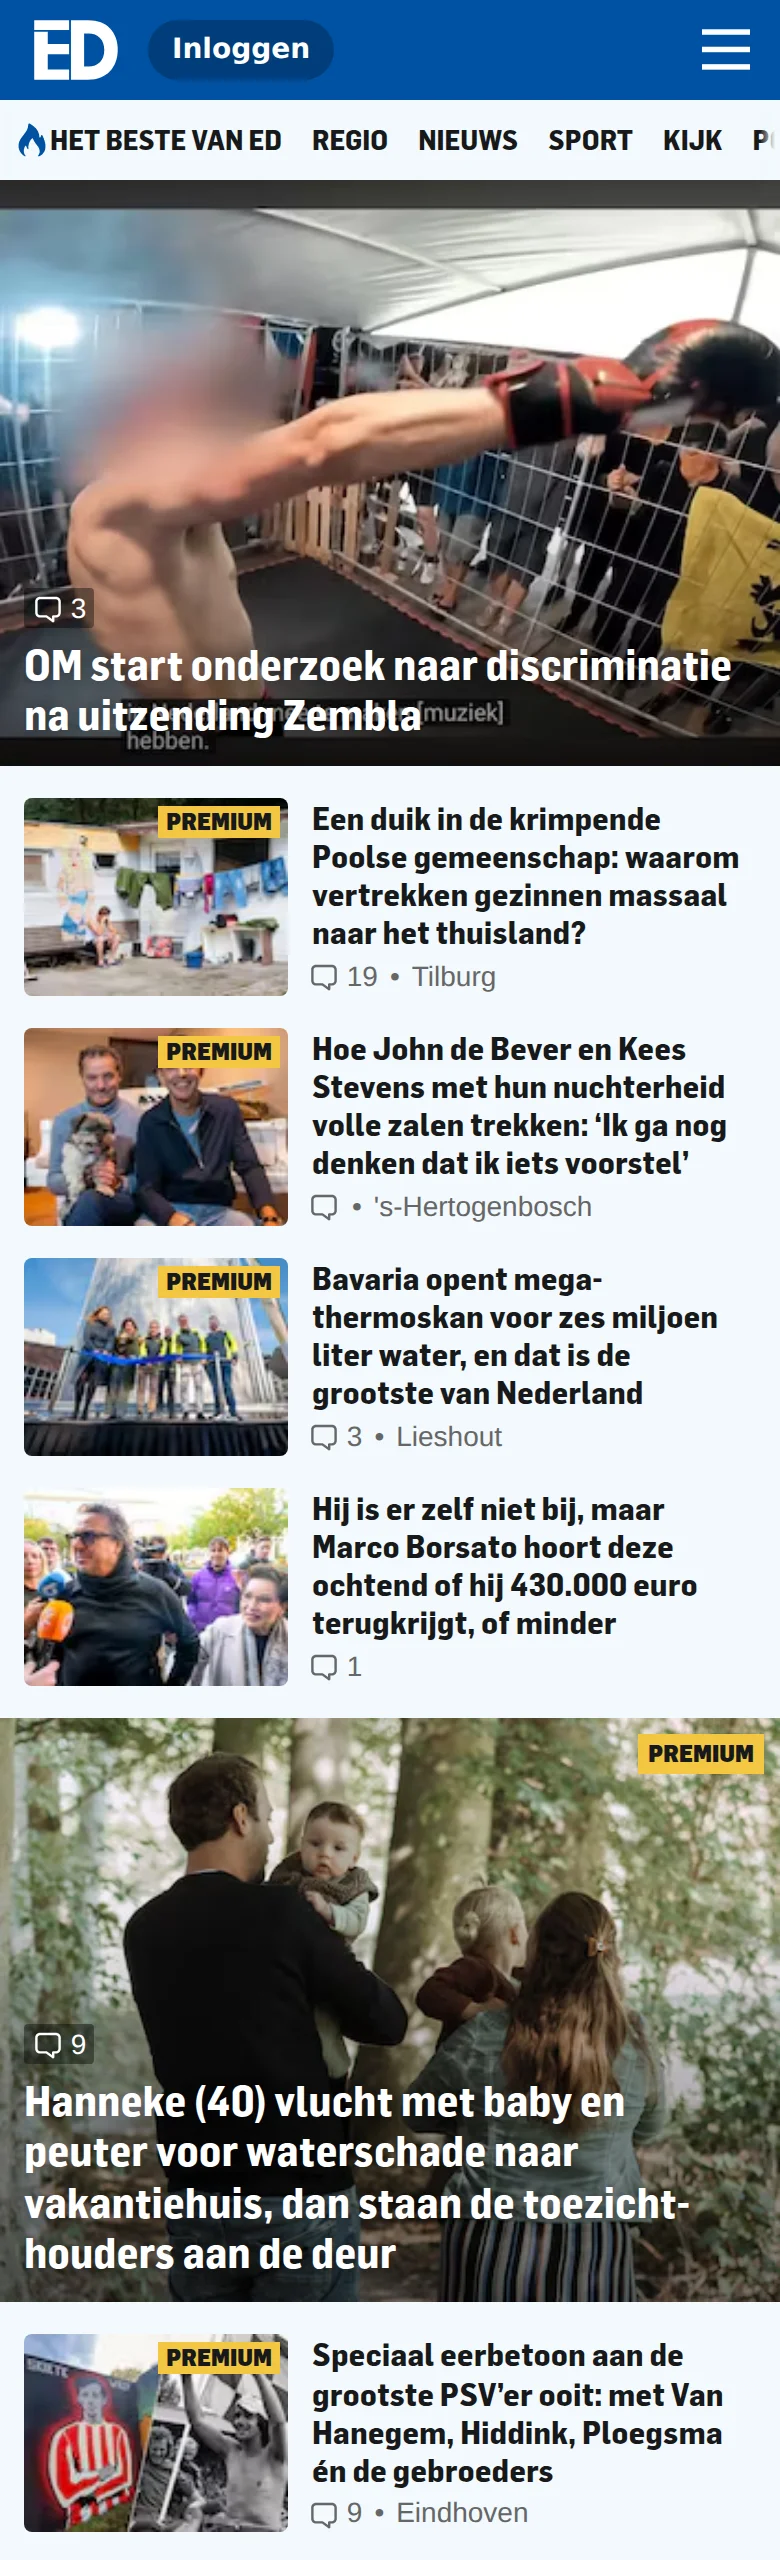 ED
Inloggen
HET BESTE VAN ED REGIO NIEUWS SPORT KIJK
3
OM start onderzoek naar discriminatie
na uitzending Zembla
[muziek]
hebben.
PREMIUM
Een duik in de krimpende
Poolse gemeenschap: waarom
vertrekken gezinnen massaal
naar het thuisland?
19 • Tilburg
PREMIUM
Hoe John de Bever en Kees
Stevens met hun nuchterheid
volle zalen trekken: ‘Ik ga nog
denken dat ik iets voorstel’
• 's-Hertogenbosch
PREMIUM
Bavaria opent mega-
thermoskan voor zes miljoen
liter water, en dat is de
grootste van Nederland
3 • Lieshout
Hij is er zelf niet bij, maar
Marco Borsato hoort deze
ochtend of hij 430.000 euro
terugkrijgt, of minder
1
PREMIUM
9
Hanneke (40) vlucht met baby en
peuter voor waterschade naar
vakantiehuis, dan staan de toezicht-
houders aan de deur
PREMIUM
Speciaal eerbetoon aan de
grootste PSV’er ooit: met Van
Hanegem, Hiddink, Ploegsma
én de gebroeders
9 • Eindhoven